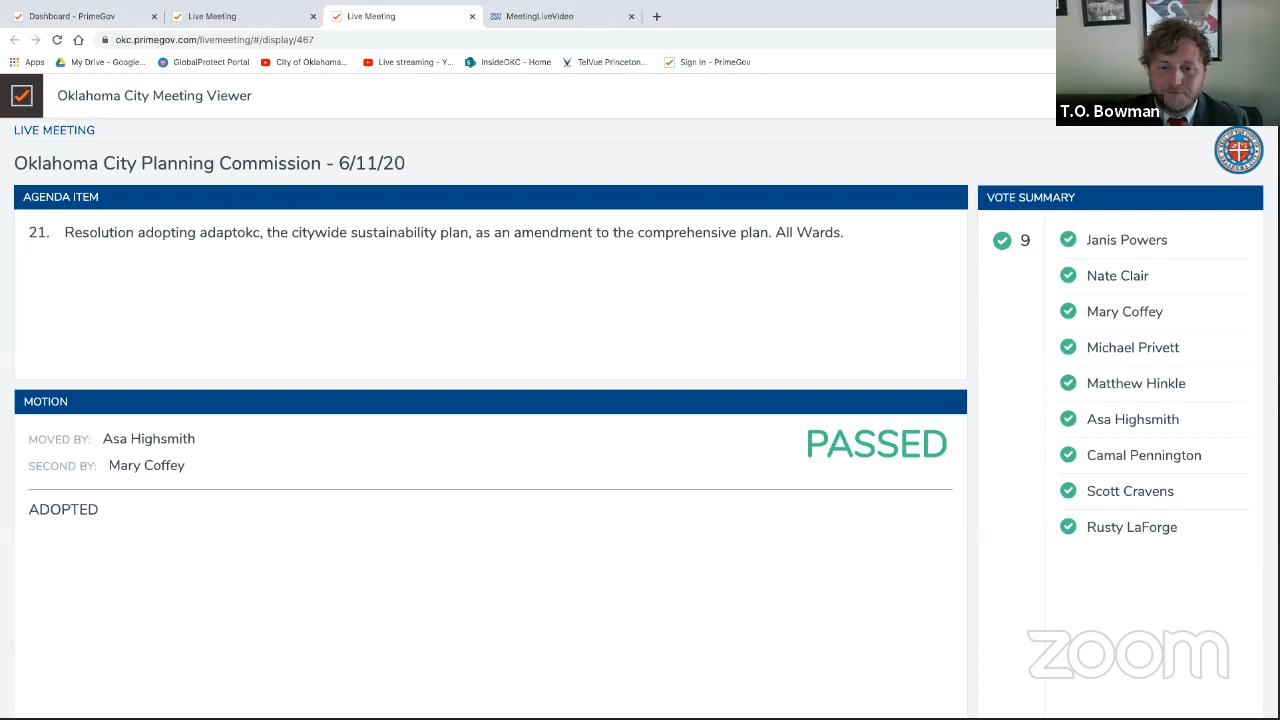 Dashboard - PrimeGov
Live Meeting
Live Meeting
MeetingLiveVideo
okc.primegov.com/livemeeting/#/display/467
Apps
My Drive - Google...
GlobalProtect Portal
City of Oklahoma...
Live streaming - Y...
InsideOKC - Home
TelVue Princeton...
Sign In - PrimeGov
Oklahoma City Meeting Viewer
T.O. Bowman
LIVE MEETING
Oklahoma City Planning Commission - 6/11/20
AGENDA ITEM
21. Resolution adopting adaptokc, the citywide sustainability plan, as an amendment to the comprehensive plan. All Wards.
MOTION
MOVED BY: Asa Highsmith
SECOND BY: Mary Coffey
PASSED
ADOPTED
VOTE SUMMARY
9
Janis Powers
Nate Clair
Mary Coffey
Michael Privett
Matthew Hinkle
Asa Highsmith
Camal Pennington
Scott Cravens
Rusty LaForge
zoom